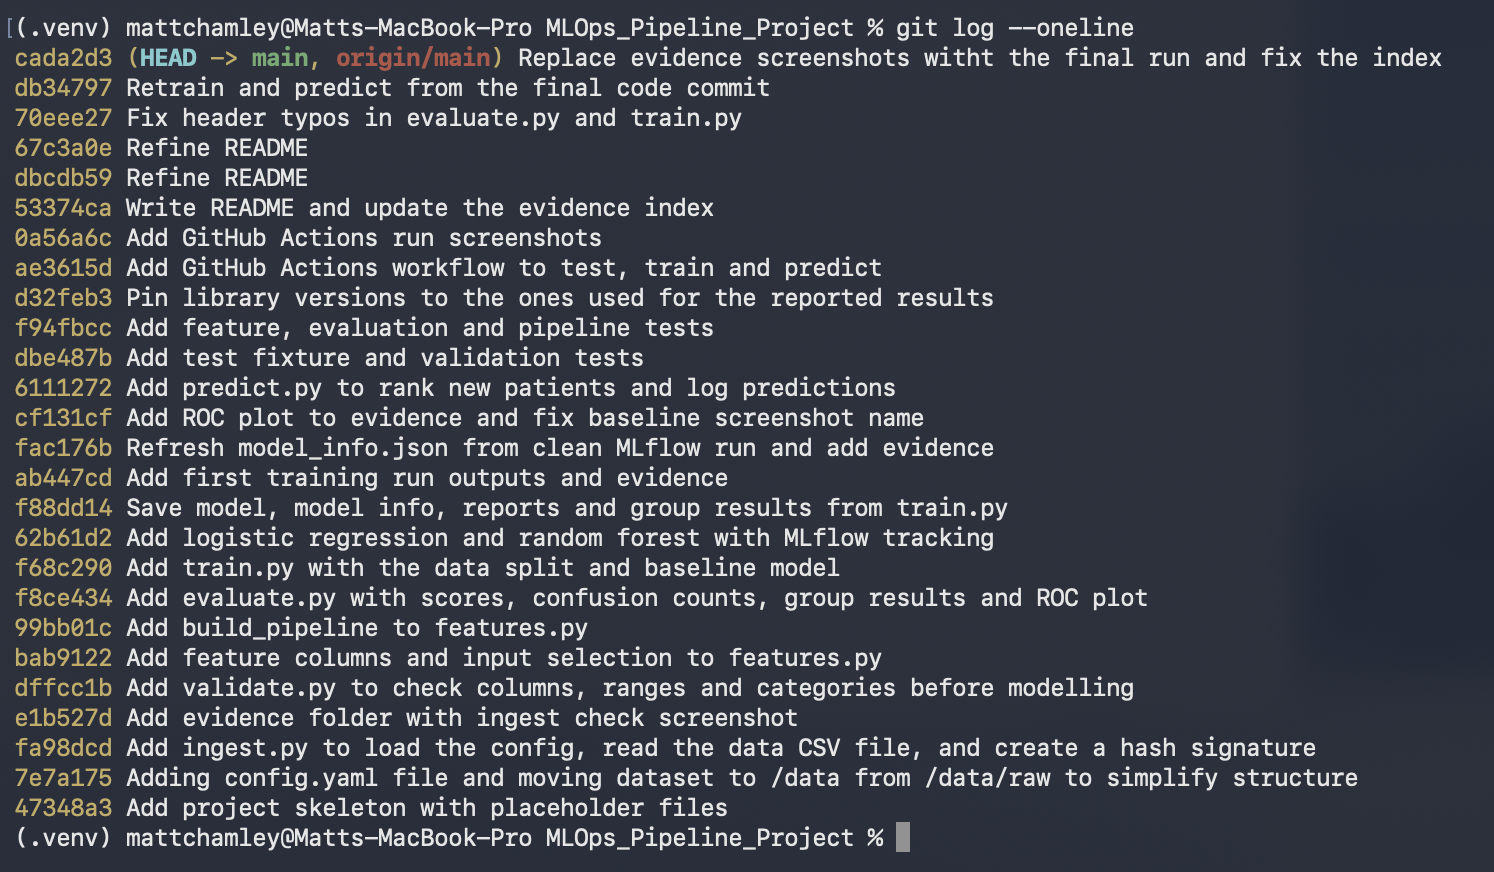 [(.venv) mattchamley@Matts-MacBook-Pro MLOps_Pipeline_Project % git log --oneline
cada2d3 (HEAD -> main, origin/main) Replace evidence screenshots witht the final run and fix the index
db34797 Retrain and predict from the final code commit
70eee27 Fix header typos in evaluate.py and train.py
67c3a0e Refine README
dbcdb59 Refine README
53374ca Write README and update the evidence index
0a56a6c Add GitHub Actions run screenshots
ae3615d Add GitHub Actions workflow to test, train and predict
d32feb3 Pin library versions to the ones used for the reported results
f94fbcc Add feature, evaluation and pipeline tests
dbe487b Add test fixture and validation tests
6111272 Add predict.py to rank new patients and log predictions
cf131cf Add ROC plot to evidence and fix baseline screenshot name
fac176b Refresh model_info.json from clean MLflow run and add evidence
ab447cd Add first training run outputs and evidence
f88dd14 Save model, model info, reports and group results from train.py
62b61d2 Add logistic regression and random forest with MLflow tracking
f68c290 Add train.py with the data split and baseline model
f8ce434 Add evaluate.py with scores, confusion counts, group results and ROC plot
99bb01c Add build_pipeline to features.py
bab9122 Add feature columns and input selection to features.py
dffcc1b Add validate.py to check columns, ranges and categories before modelling
e1b527d Add evidence folder with ingest check screenshot
fa98dcd Add ingest.py to load the config, read the data CSV file, and create a hash signature
7e7a175 Adding config.yaml file and moving dataset to /data from /data/raw to simplify structure
47348a3 Add project skeleton with placeholder files
(.venv) mattchamley@Matts-MacBook-Pro MLOps_Pipeline_Project %